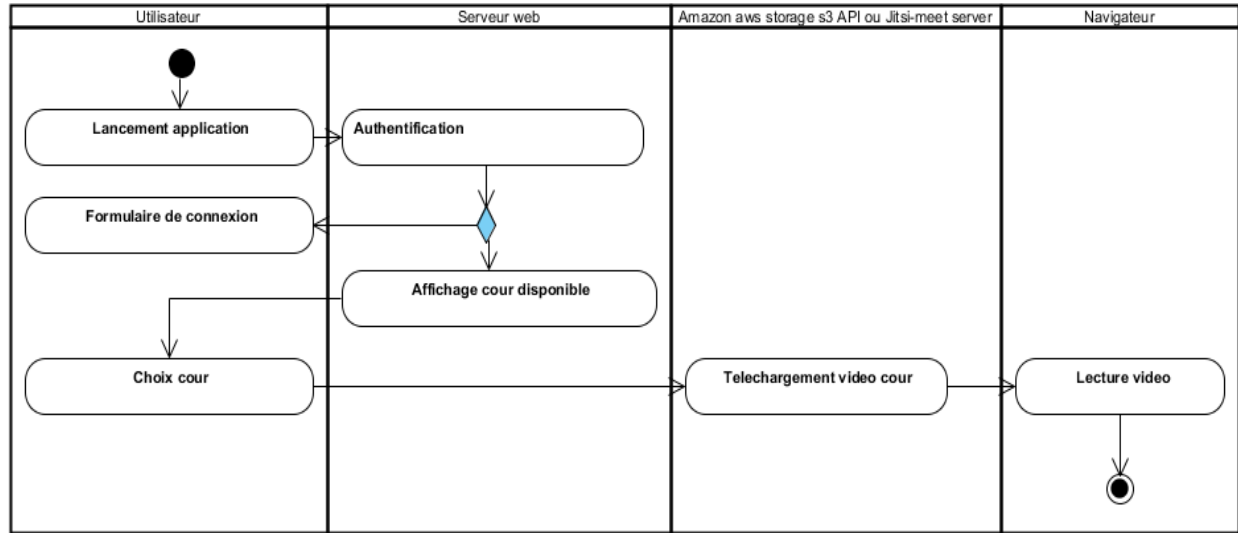 Utilisateur
Serveur web
Amazon aws storage s3 API ou Jitsi-meet server
Navigateur
Lancement application
Authentification
Formulaire de connexion
Affichage cour disponible
Choix cour
Telechargement video cour
Lecture video